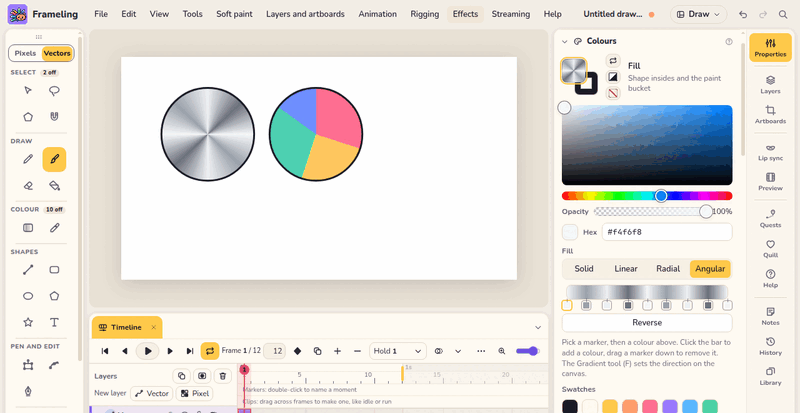 Frameling File Edit View Tools Soft paint Layers and artboards Animation Rigging Effects Streaming Help Untitled draw... Draw
Pixels Vectors
SELECT 2 off
DRAW
COLOUR 10 off
SHAPES
PEN AND EDIT
Timeline
Frame 1 / 12 12 Hold 1
Layers
New layer Vector Pixel
1 5 10 1s 15 20
Markers: double-click to name a moment
Clips: drag across frames to make one, like idle or run
Colours
Fill
Shape insides and the paint
bucket
Opacity 100%
Hex #f4f6f8
Fill
Solid Linear Radial Angular
Reverse
Pick a marker, then a colour above. Click the bar
to add a colour, drag a marker down to remove it.
The Gradient tool (F) sets the direction on the
canvas.
Swatches
Properties
Layers
Artboards
Lip sync
Preview
Quests
Quill
Help
Notes
History
Library